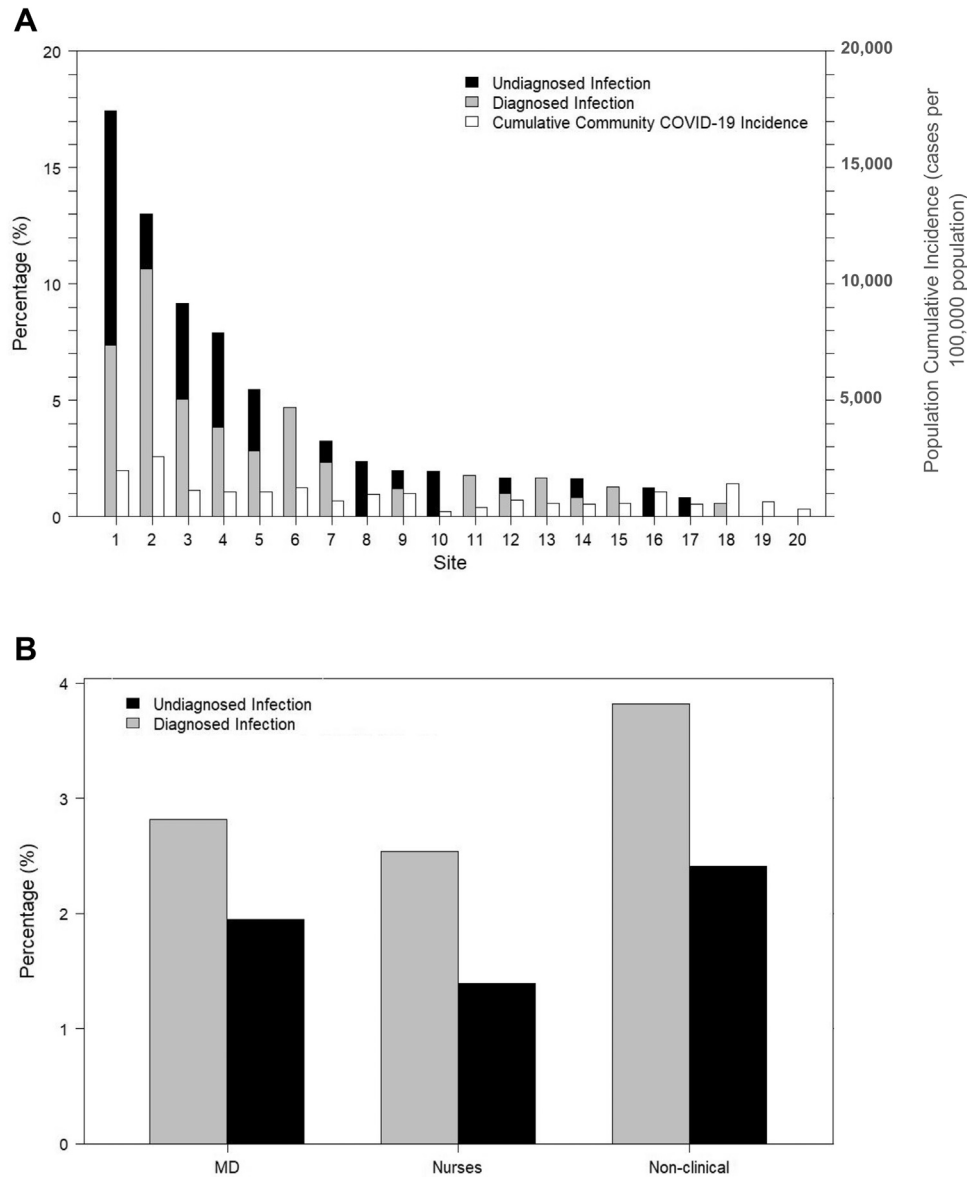 A
20
15
10
5
0
Percentage (%)
Undiagnosed Infection
Diagnosed Infection
Cumulative Community COVID-19 Incidence
20,000
15,000
10,000
5,000
Population Cumulative Incidence (cases per
100,000 population)
1 2 3 4 5 6 7 8 9 10 11 12 13 14 15 16 17 18 19 20
Site
B
4
3
2
1
0
Percentage (%)
Undiagnosed Infection
Diagnosed Infection
MD Nurses Non-clinical